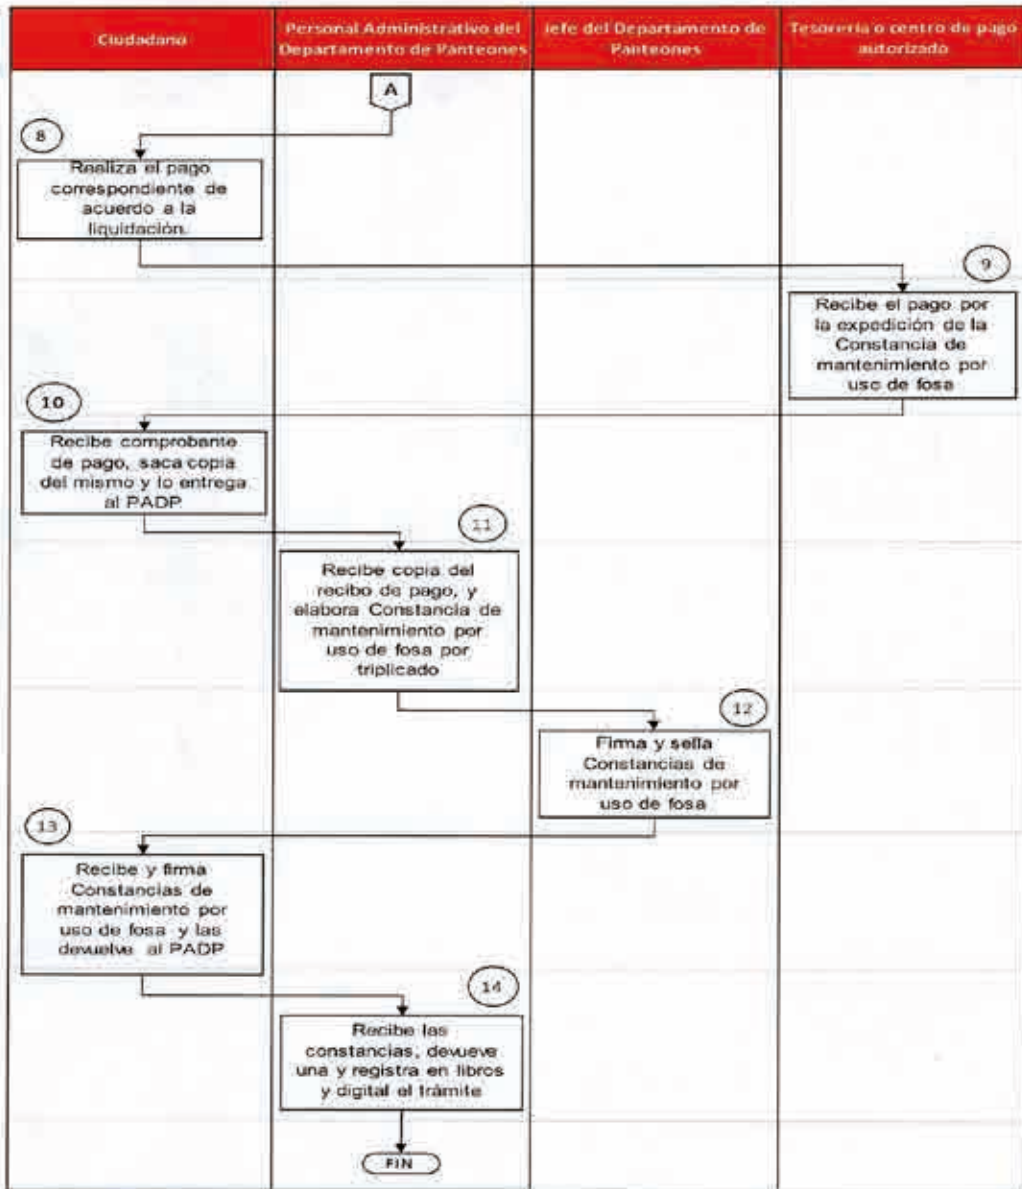 Ciudadano
Personal Administrativo del
Departamento de Panteones
Jefe del Departamento de
Panteones
Tesorería o centro de pago
autorizado
A
8
Realiza el pago
correspondiente de
acuerdo a la
liquidación.
9
Recibe el pago por
la expedición de la
Constancia de
mantenimiento por
uso de fosa
10
Recibe comprobante
de pago, saca copia
del mismo y lo entrega
al PADP
11
Recibe copia del
recibo de pago, y
elabora Constancia de
mantenimiento por
uso de fosa por
triplicado
12
Firma y sella
Constancias de
mantenimiento por
uso de fosa
13
Recibe y firma
Constancias de
mantenimiento por
uso de fosa y las
devuelve al PADP
14
Recibe las
constancias, devueve
una y registra en libros
y digital el trámite
FIN